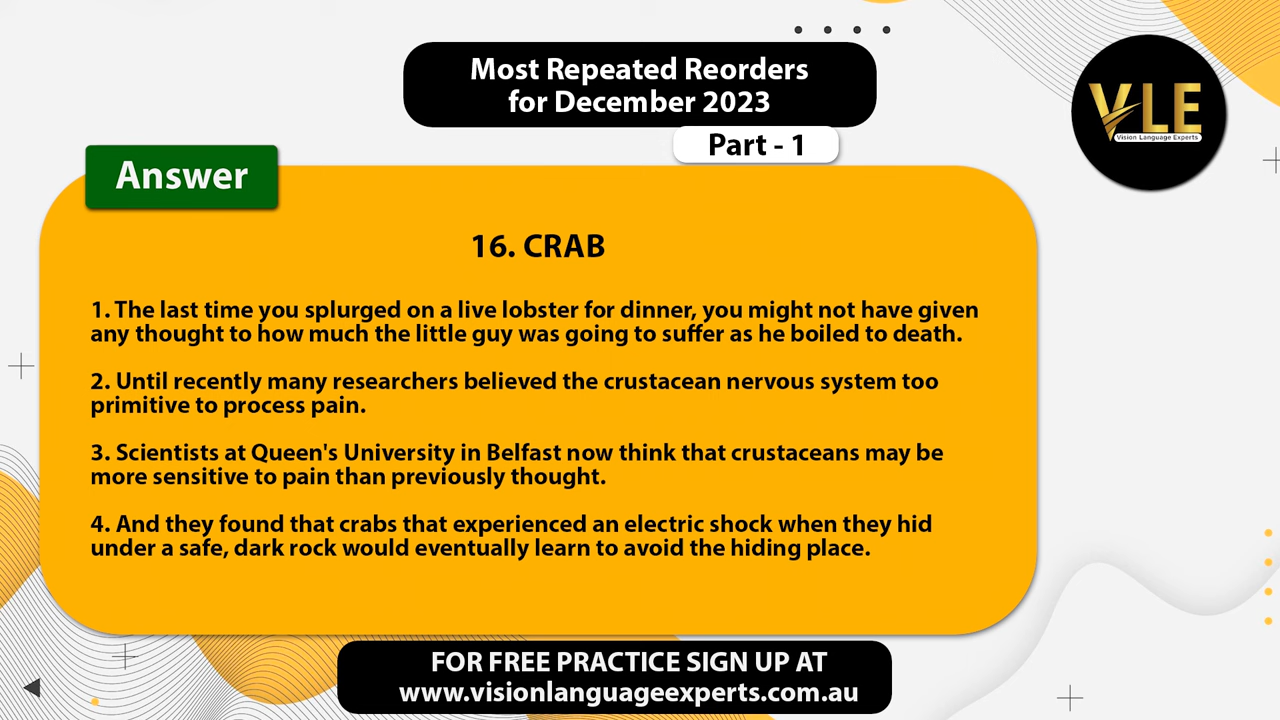 Most Repeated Reorders
for December 2023
Part - 1
VLE
Vision Language Experts
Answer
16. CRAB
1. The last time you splurged on a live lobster for dinner, you might not have given
any thought to how much the little guy was going to suffer as he boiled to death.
2. Until recently many researchers believed the crustacean nervous system too
primitive to process pain.
3. Scientists at Queen's University in Belfast now think that crustaceans may be
more sensitive to pain than previously thought.
4. And they found that crabs that experienced an electric shock when they hid
under a safe, dark rock would eventually learn to avoid the hiding place.
FOR FREE PRACTICE SIGN UP AT
www.visionlanguageexperts.com.au